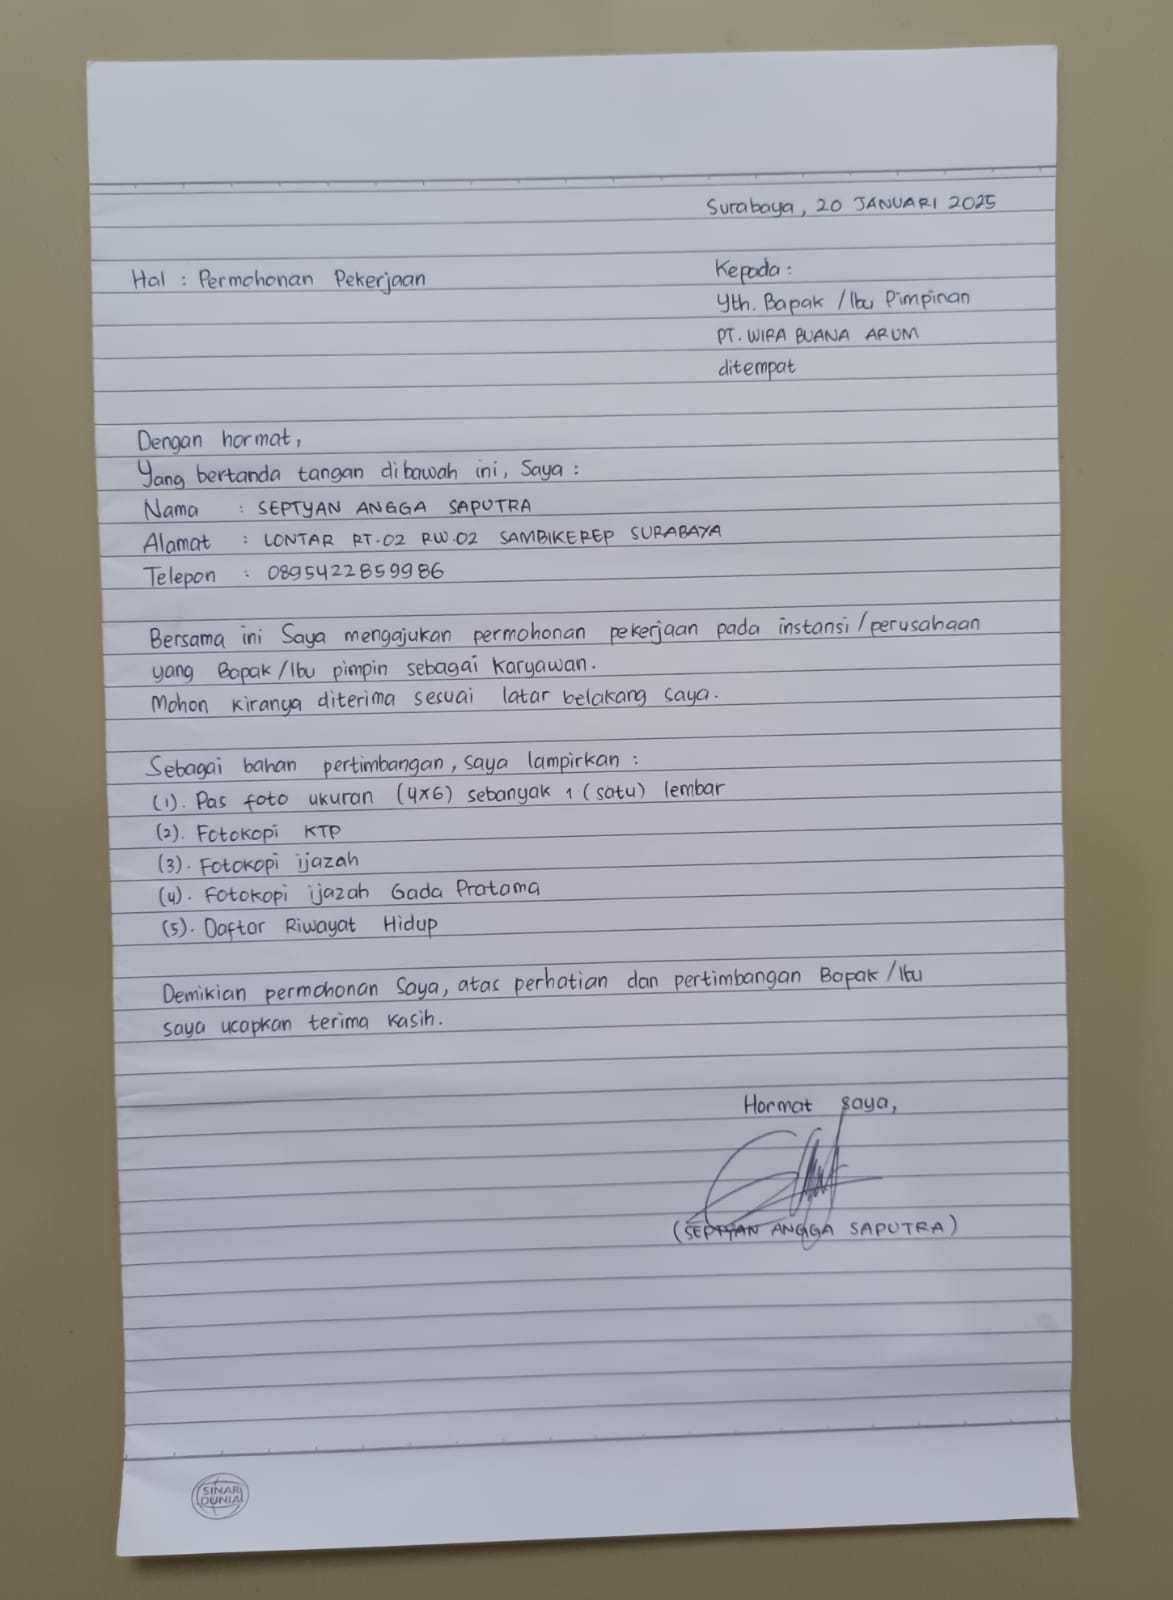 Surabaya, 20 JANUARI 2025
Hal : Permohonan Pekerjaan
Kepada :
Yth. Bapak / Ibu Pimpinan
PT. WIRA BUANA ARUM
ditempat
Dengan hormat,
Yang bertanda tangan dibawah ini, Saya :
Nama : SEPTYAN ANGGA SAPUTRA
Alamat : LONTAR RT.02 RW.02 SAMBIKEREP SURABAYA
Telepon : 0895422859986
Bersama ini Saya mengajukan permohonan pekerjaan pada instansi/perusahaan
yang Bapak/Ibu pimpin sebagai Karyawan.
Mohon kiranya diterima sesuai latar belakang saya.
Sebagai bahan pertimbangan, saya lampirkan :
(1). Pas foto ukuran (4x6) sebanyak 1 (satu) lembar
(2). Fotokopi KTP
(3). Fotokopi ijazah
(4). Fotokopi ijazah Gada Pratama
(5). Daftar Riwayat Hidup
Demikian permohonan Saya, atas perhatian dan pertimbangan Bapak/Ibu
saya ucapkan terima kasih.
Hormat saya,
(SEPTYAN ANGGA SAPUTRA)
SINAR
DUNIA